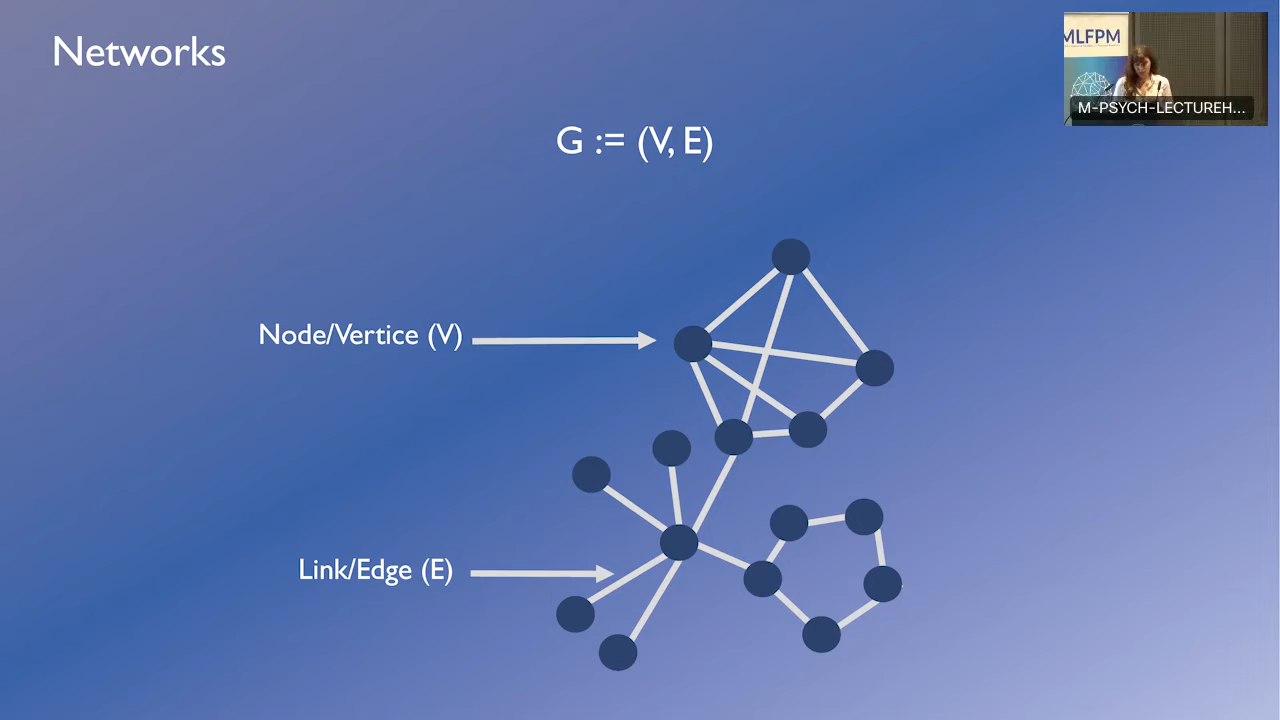 Networks
MLFPM
M-PSYCH-LECTUREH...
G := (V, E)
Node/Vertice (V)
Link/Edge (E)